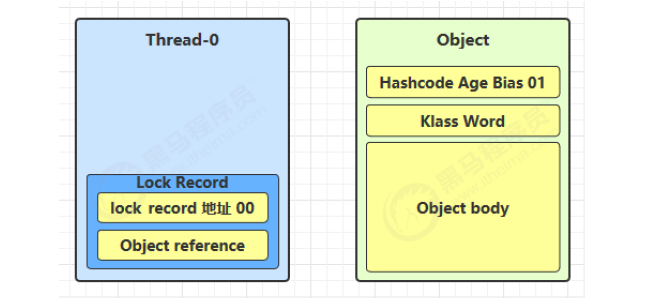 Thread-0
Lock Record
lock record 地址 00
Object reference
Object
Hashcode Age Bias 01
Klass Word
Object body
黑马程序员
www.itheima.com
黑马程序员
www.itheima.com